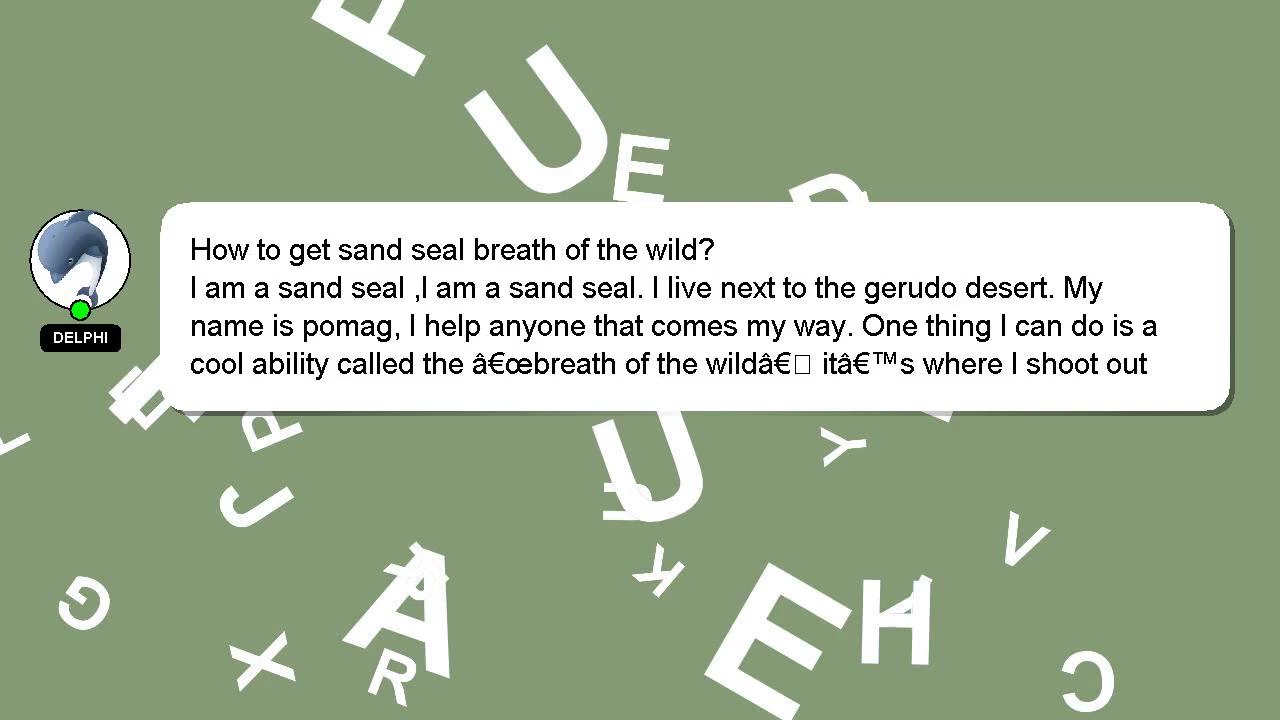 How to get sand seal breath of the wild?
I am a sand seal ,I am a sand seal. I live next to the gerudo desert. My
name is pomag, I help anyone that comes my way. One thing I can do is a
cool ability called the â€œbreath of the wildâ€□ itâ€™s where I shoot out
DELPHI
P
U
E
D
P
J
U
Y
V
K
G
A
E
H
X
R
C